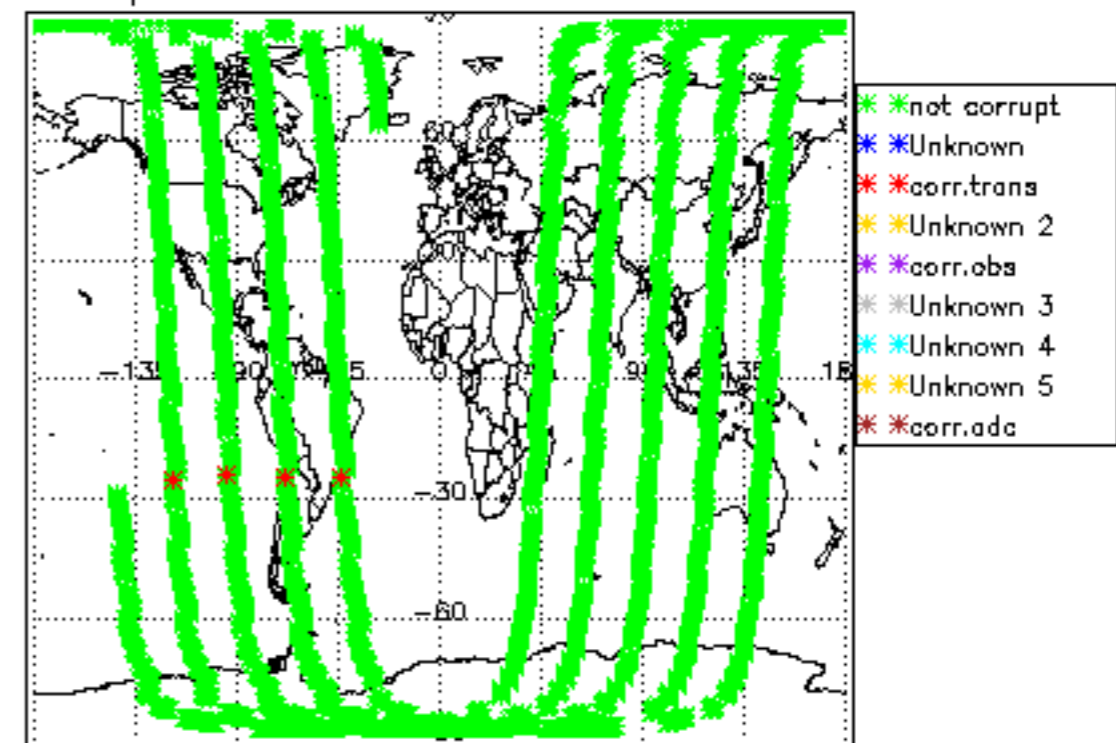 60
-30
-60
0
90
135
not corrupt
Unknown
corr.trans
Unknown 2
corr.obs
Unknown 3
Unknown 4
Unknown 5
corr.adc